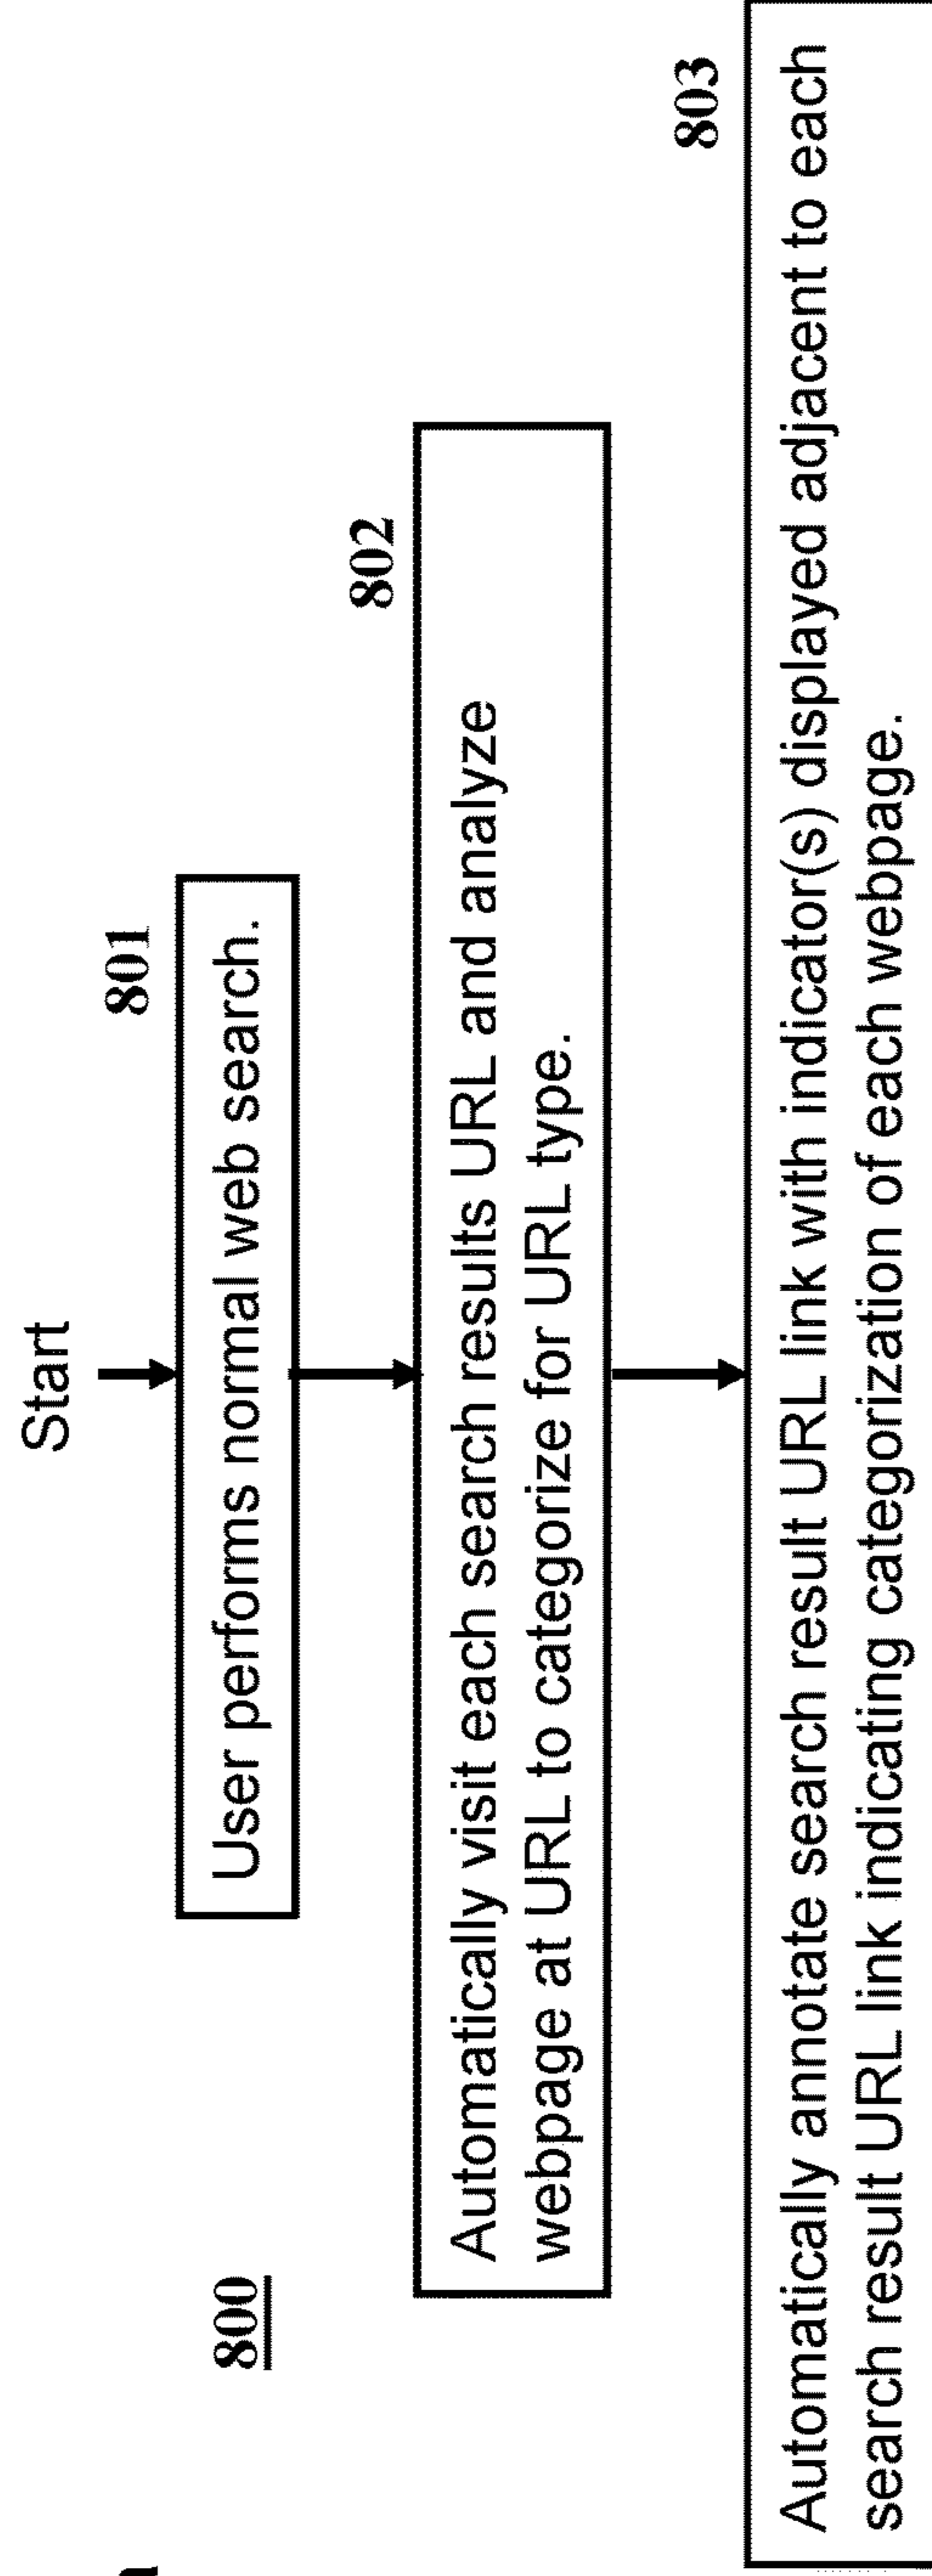 Start
801
User performs normal web search.
800
802
Automatically visit each search results URL and analyze
webpage at URL to categorize for URL type.
803
Automatically annotate search result URL link with indicator(s) displayed adjacent to each
search result URL link indicating categorization of each webpage.